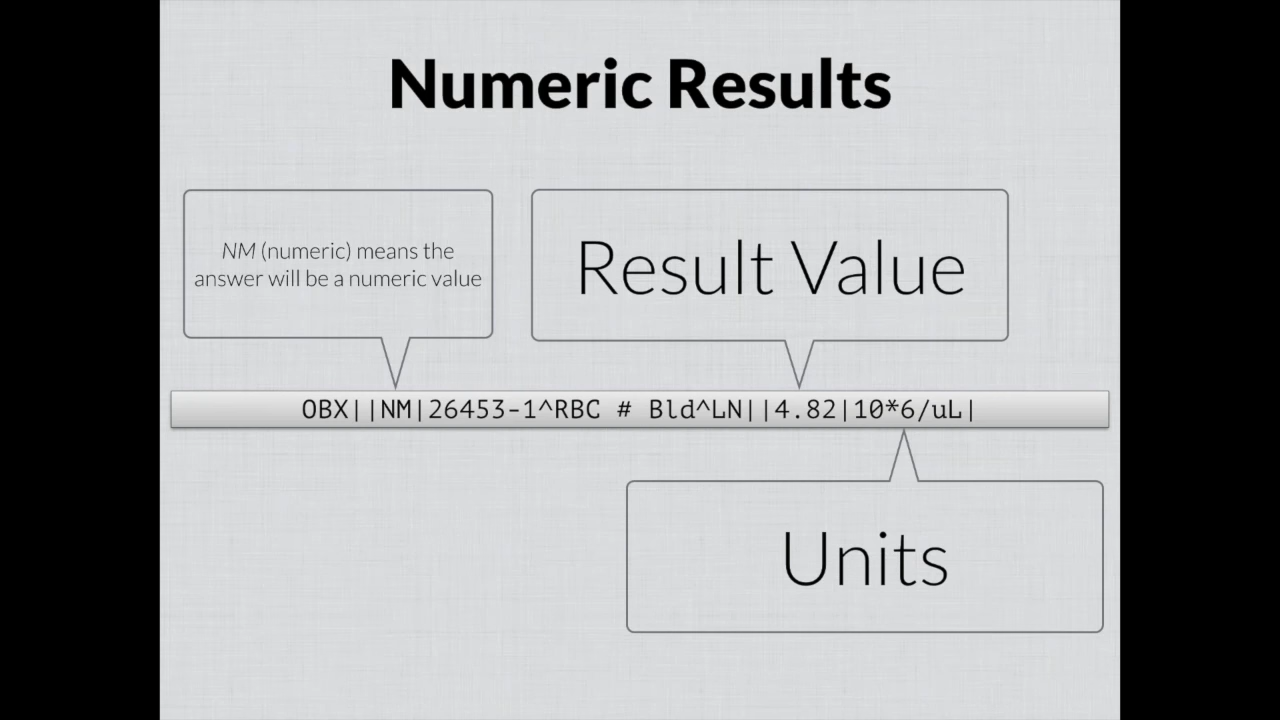 Numeric Results
NM (numeric) means the
answer will be a numeric value
Result Value
OBX||NM|26453-1^RBC # Bld^LN||4.82|10*6/uL|
Units